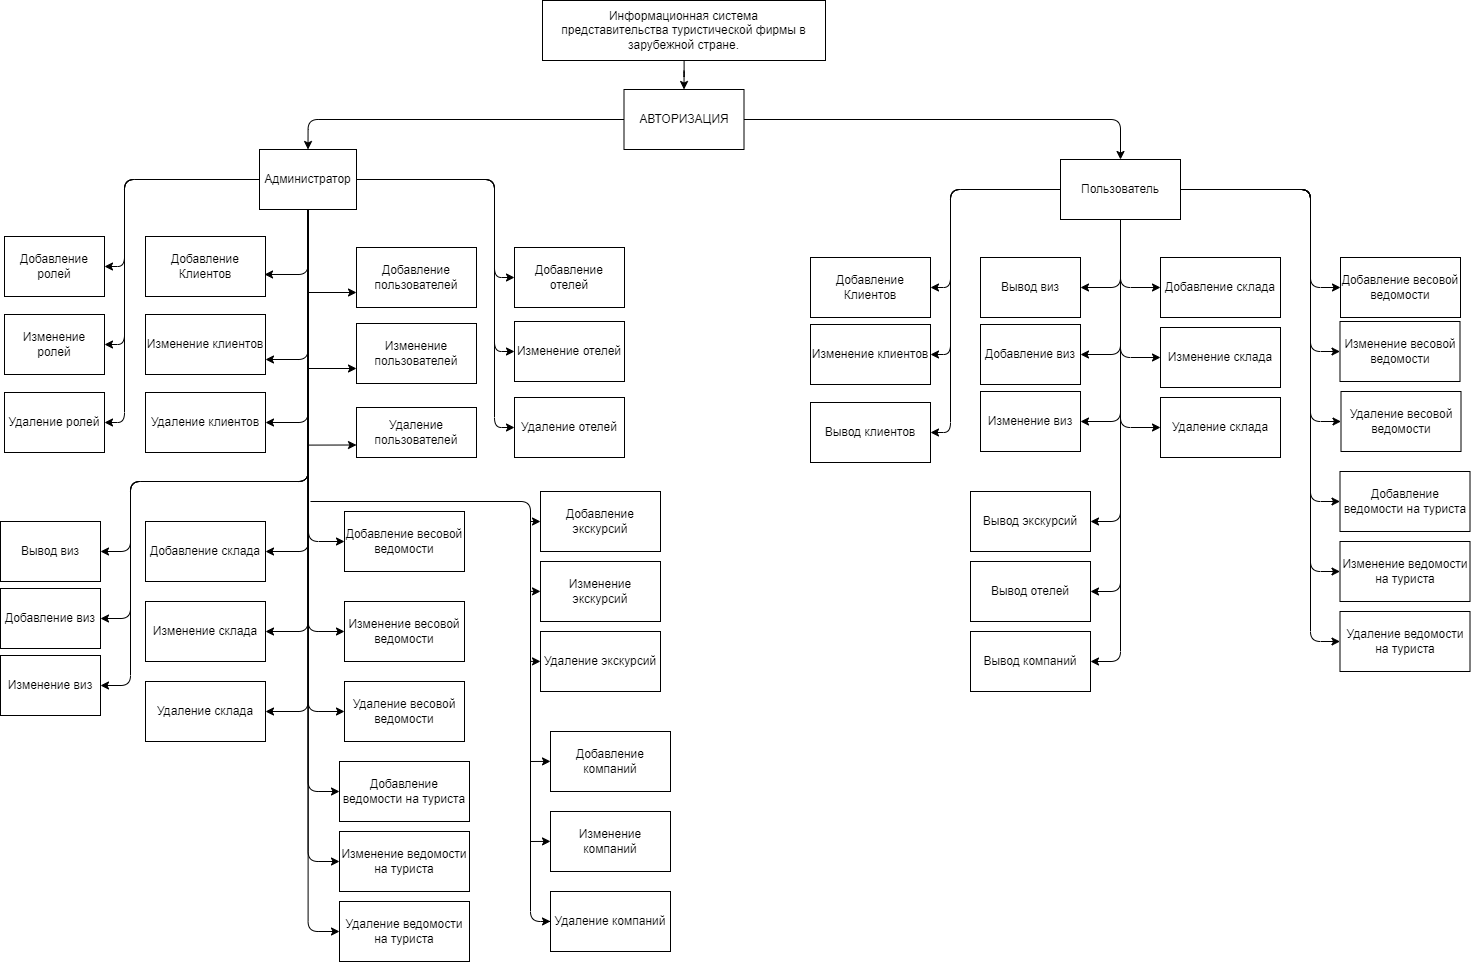 Информационная система
представительства туристической фирмы в
зарубежной стране.
АВТОРИЗАЦИЯ
Администратор
Добавление
ролей
Изменение
ролей
Удаление ролей
Добавление
Клиентов
Изменение клиентов
Удаление клиентов
Добавление
пользователей
Изменение
пользователей
Удаление
пользователей
Добавление
отелей
Изменение отелей
Удаление отелей
Вывод виз
Добавление виз
Изменение виз
Добавление склада
Изменение склада
Удаление склада
Добавление весовой
ведомости
Изменение весовой
ведомости
Удаление весовой
ведомости
Добавление
ведомости на туриста
Изменение ведомости
на туриста
Удаление ведомости
на туриста
Добавление
экскурсий
Изменение
экскурсий
Удаление экскурсий
Добавление
компаний
Изменение
компаний
Удаление компаний
Пользователь
Добавление
Клиентов
Изменение клиентов
Вывод клиентов
Вывод виз
Добавление виз
Изменение виз
Добавление склада
Изменение склада
Удаление склада
Вывод экскурсий
Вывод отелей
Вывод компаний
Добавление весовой
ведомости
Изменение весовой
ведомости
Удаление весовой
ведомости
Добавление
ведомости на туриста
Изменение ведомости
на туриста
Удаление ведомости
на туриста